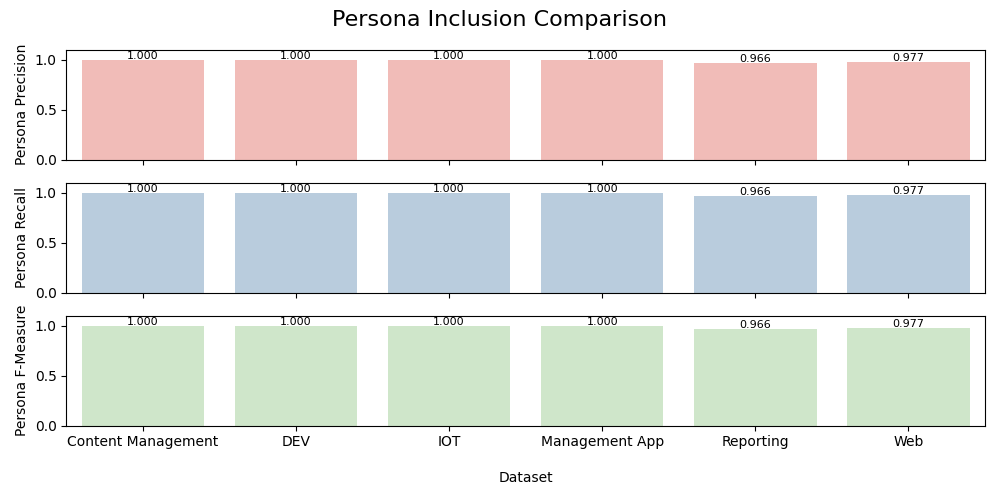 Persona Inclusion Comparison
Persona Precision
1.0
0.5
0.0
1.000 1.000 1.000 1.000 0.966 0.977
Persona Recall
1.0
0.5
0.0
1.000 1.000 1.000 1.000 0.966 0.977
Persona F-Measure
1.0
0.5
0.0
1.000 1.000 1.000 1.000 0.966 0.977
Content Management DEV IOT Management App Reporting Web
Dataset